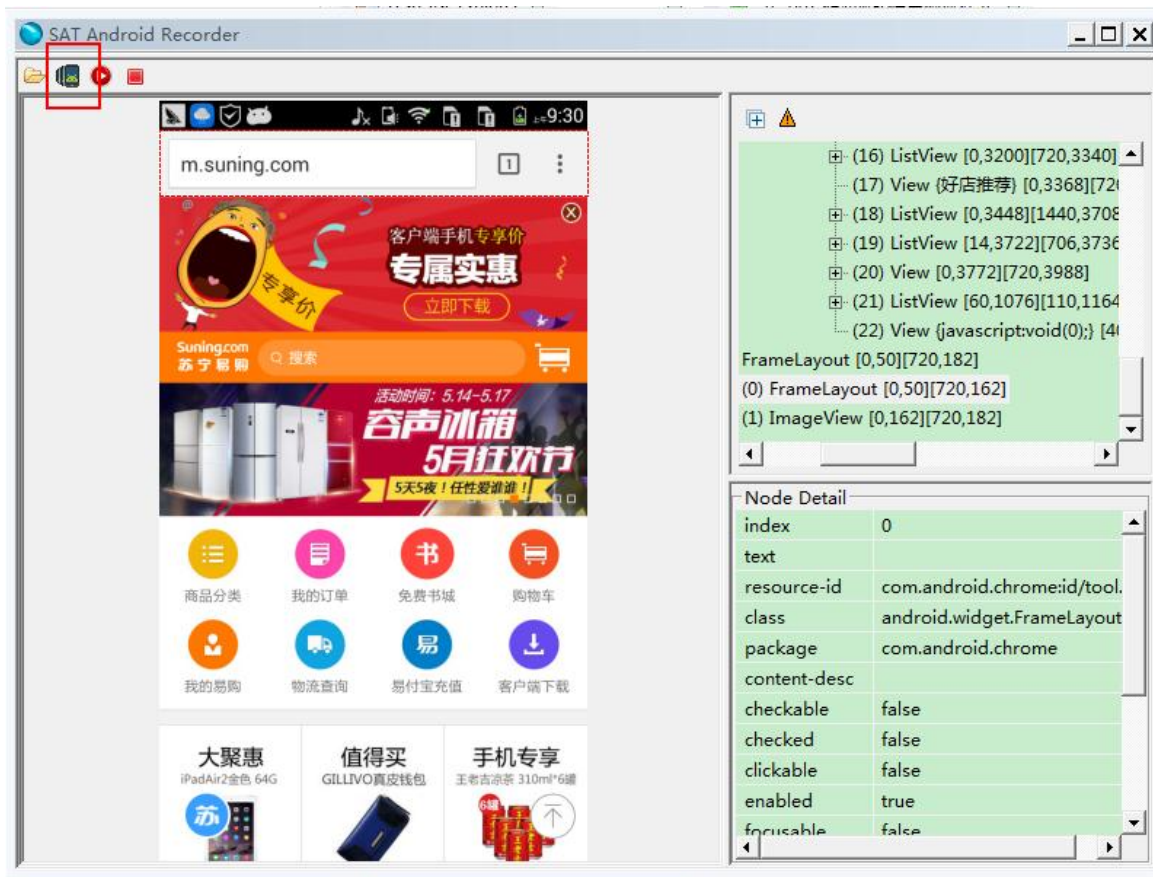 SAT Android Recorder
9:30
m.suning.com
1
客户端手机专享价
专属实惠
专享价
立即下载
Suning.com
苏宁易购
搜索
活动时间：5.14-5.17
容声冰箱
5月狂欢节
5天5夜！任性爱谁谁！
商品分类 我的订单 免费书城 购物车
书
易
我的易购 物流查询 易付宝充值 客户端下载
大聚惠 值得买 手机专享
iPadAir2金色 64G GILLIVO真皮钱包 王老吉凉茶 310ml*6罐
苏
6罐
(16) ListView [0,3200][720,3340]
(17) View {好店推荐} [0,3368][72
(18) ListView [0,3448][1440,3708
(19) ListView [14,3722][706,3736
(20) View [0,3772][720,3988]
(21) ListView [60,1076][110,1164
(22) View {javascript:void(0);} [4
FrameLayout [0,50][720,182]
(0) FrameLayout [0,50][720,162]
(1) ImageView [0,162][720,182]
Node Detail
index 0
text
resource-id com.android.chrome:id/tool.
class android.widget.FrameLayout
package com.android.chrome
content-desc
checkable false
checked false
clickable false
enabled true
focusable false